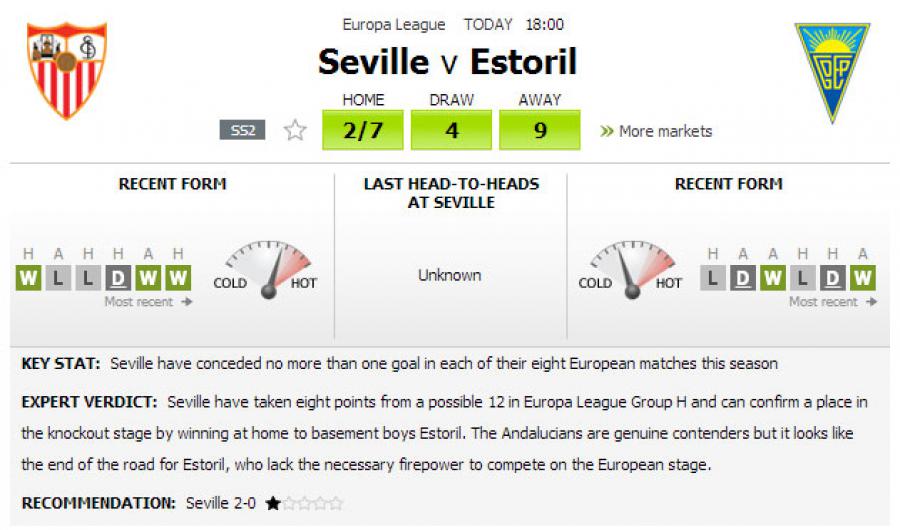 Europa League TODAY 18:00
Seville v Estoril
HOME DRAW AWAY
SS2 2/7 4 9 » More markets
RECENT FORM
LAST HEAD-TO-HEADS
AT SEVILLE
RECENT FORM
H A H H A H
W L L D W W
COLD HOT
Most recent →
Unknown
COLD HOT
H A A H H A
L D W L D W
Most recent →
KEY STAT: Seville have conceded no more than one goal in each of their eight European matches this season
EXPERT VERDICT: Seville have taken eight points from a possible 12 in Europa League Group H and can confirm a place in
the knockout stage by winning at home to basement boys Estoril. The Andalucians are genuine contenders but it looks like
the end of the road for Estoril, who lack the necessary firepower to compete on the European stage.
RECOMMENDATION: Seville 2-0